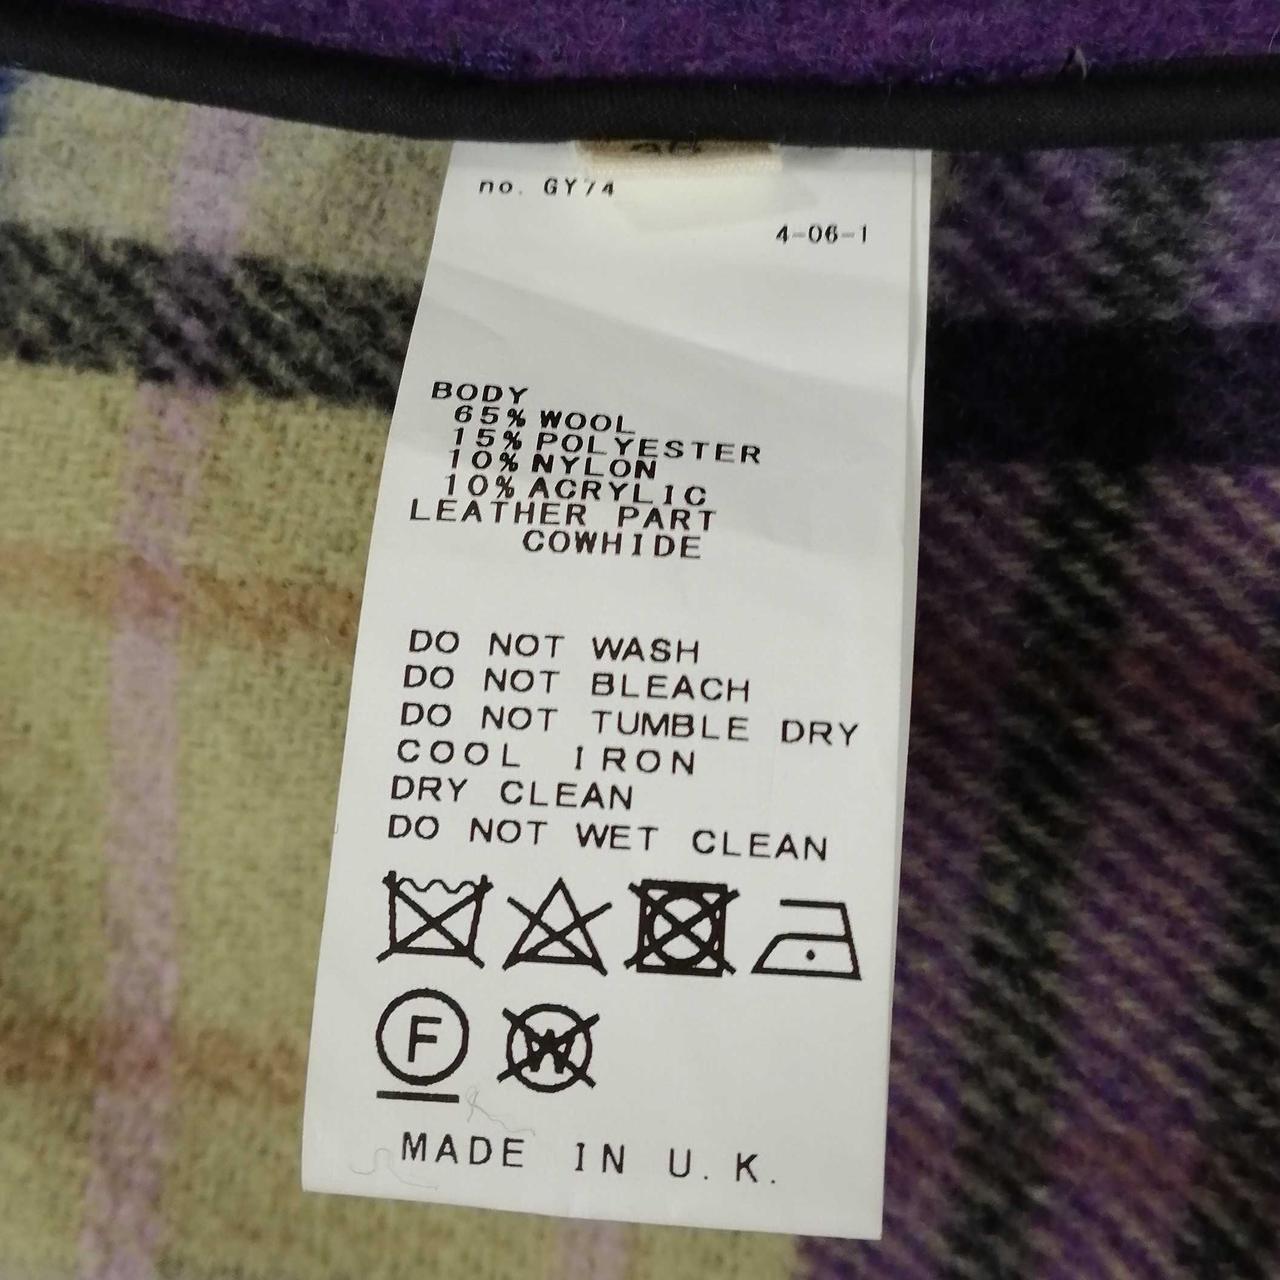 no. GY74
4-06-1
BODY
65% WOOL
15% POLYESTER
10% NYLON
10% ACRYLIC
LEATHER PART
COWHIDE
DO NOT WASH
DO NOT BLEACH
DO NOT TUMBLE DRY
COOL IRON
DRY CLEAN
DO NOT WET CLEAN
F W
MADE IN U.K.